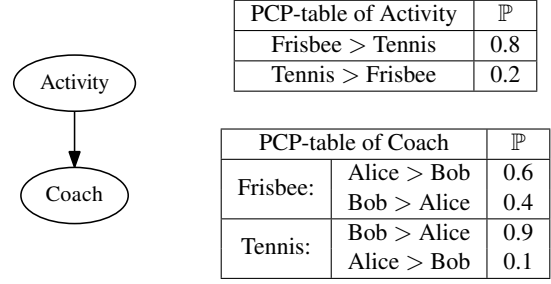 PCP-table of Activity ℙ
Frisbee > Tennis 0.8
Tennis > Frisbee 0.2
Activity
Coach
PCP-table of Coach ℙ
Frisbee: Alice > Bob 0.6
Bob > Alice 0.4
Tennis: Bob > Alice 0.9
Alice > Bob 0.1